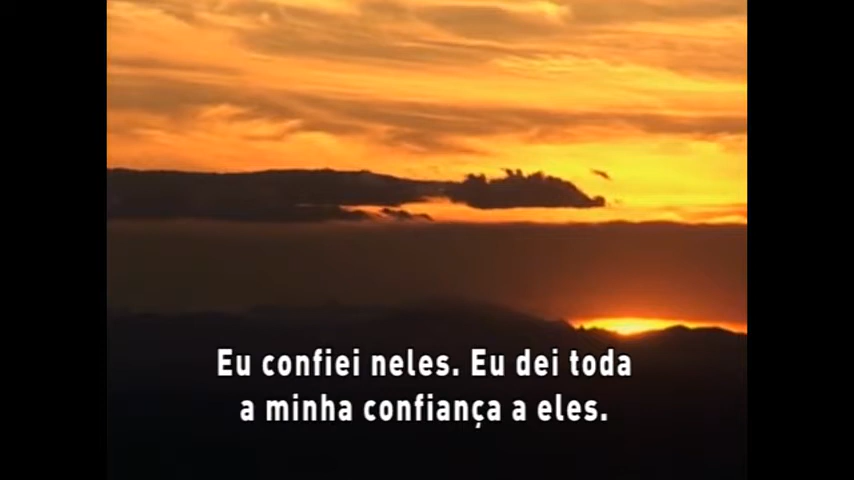 Eu confiei neles. Eu dei toda
a minha confiança a eles.